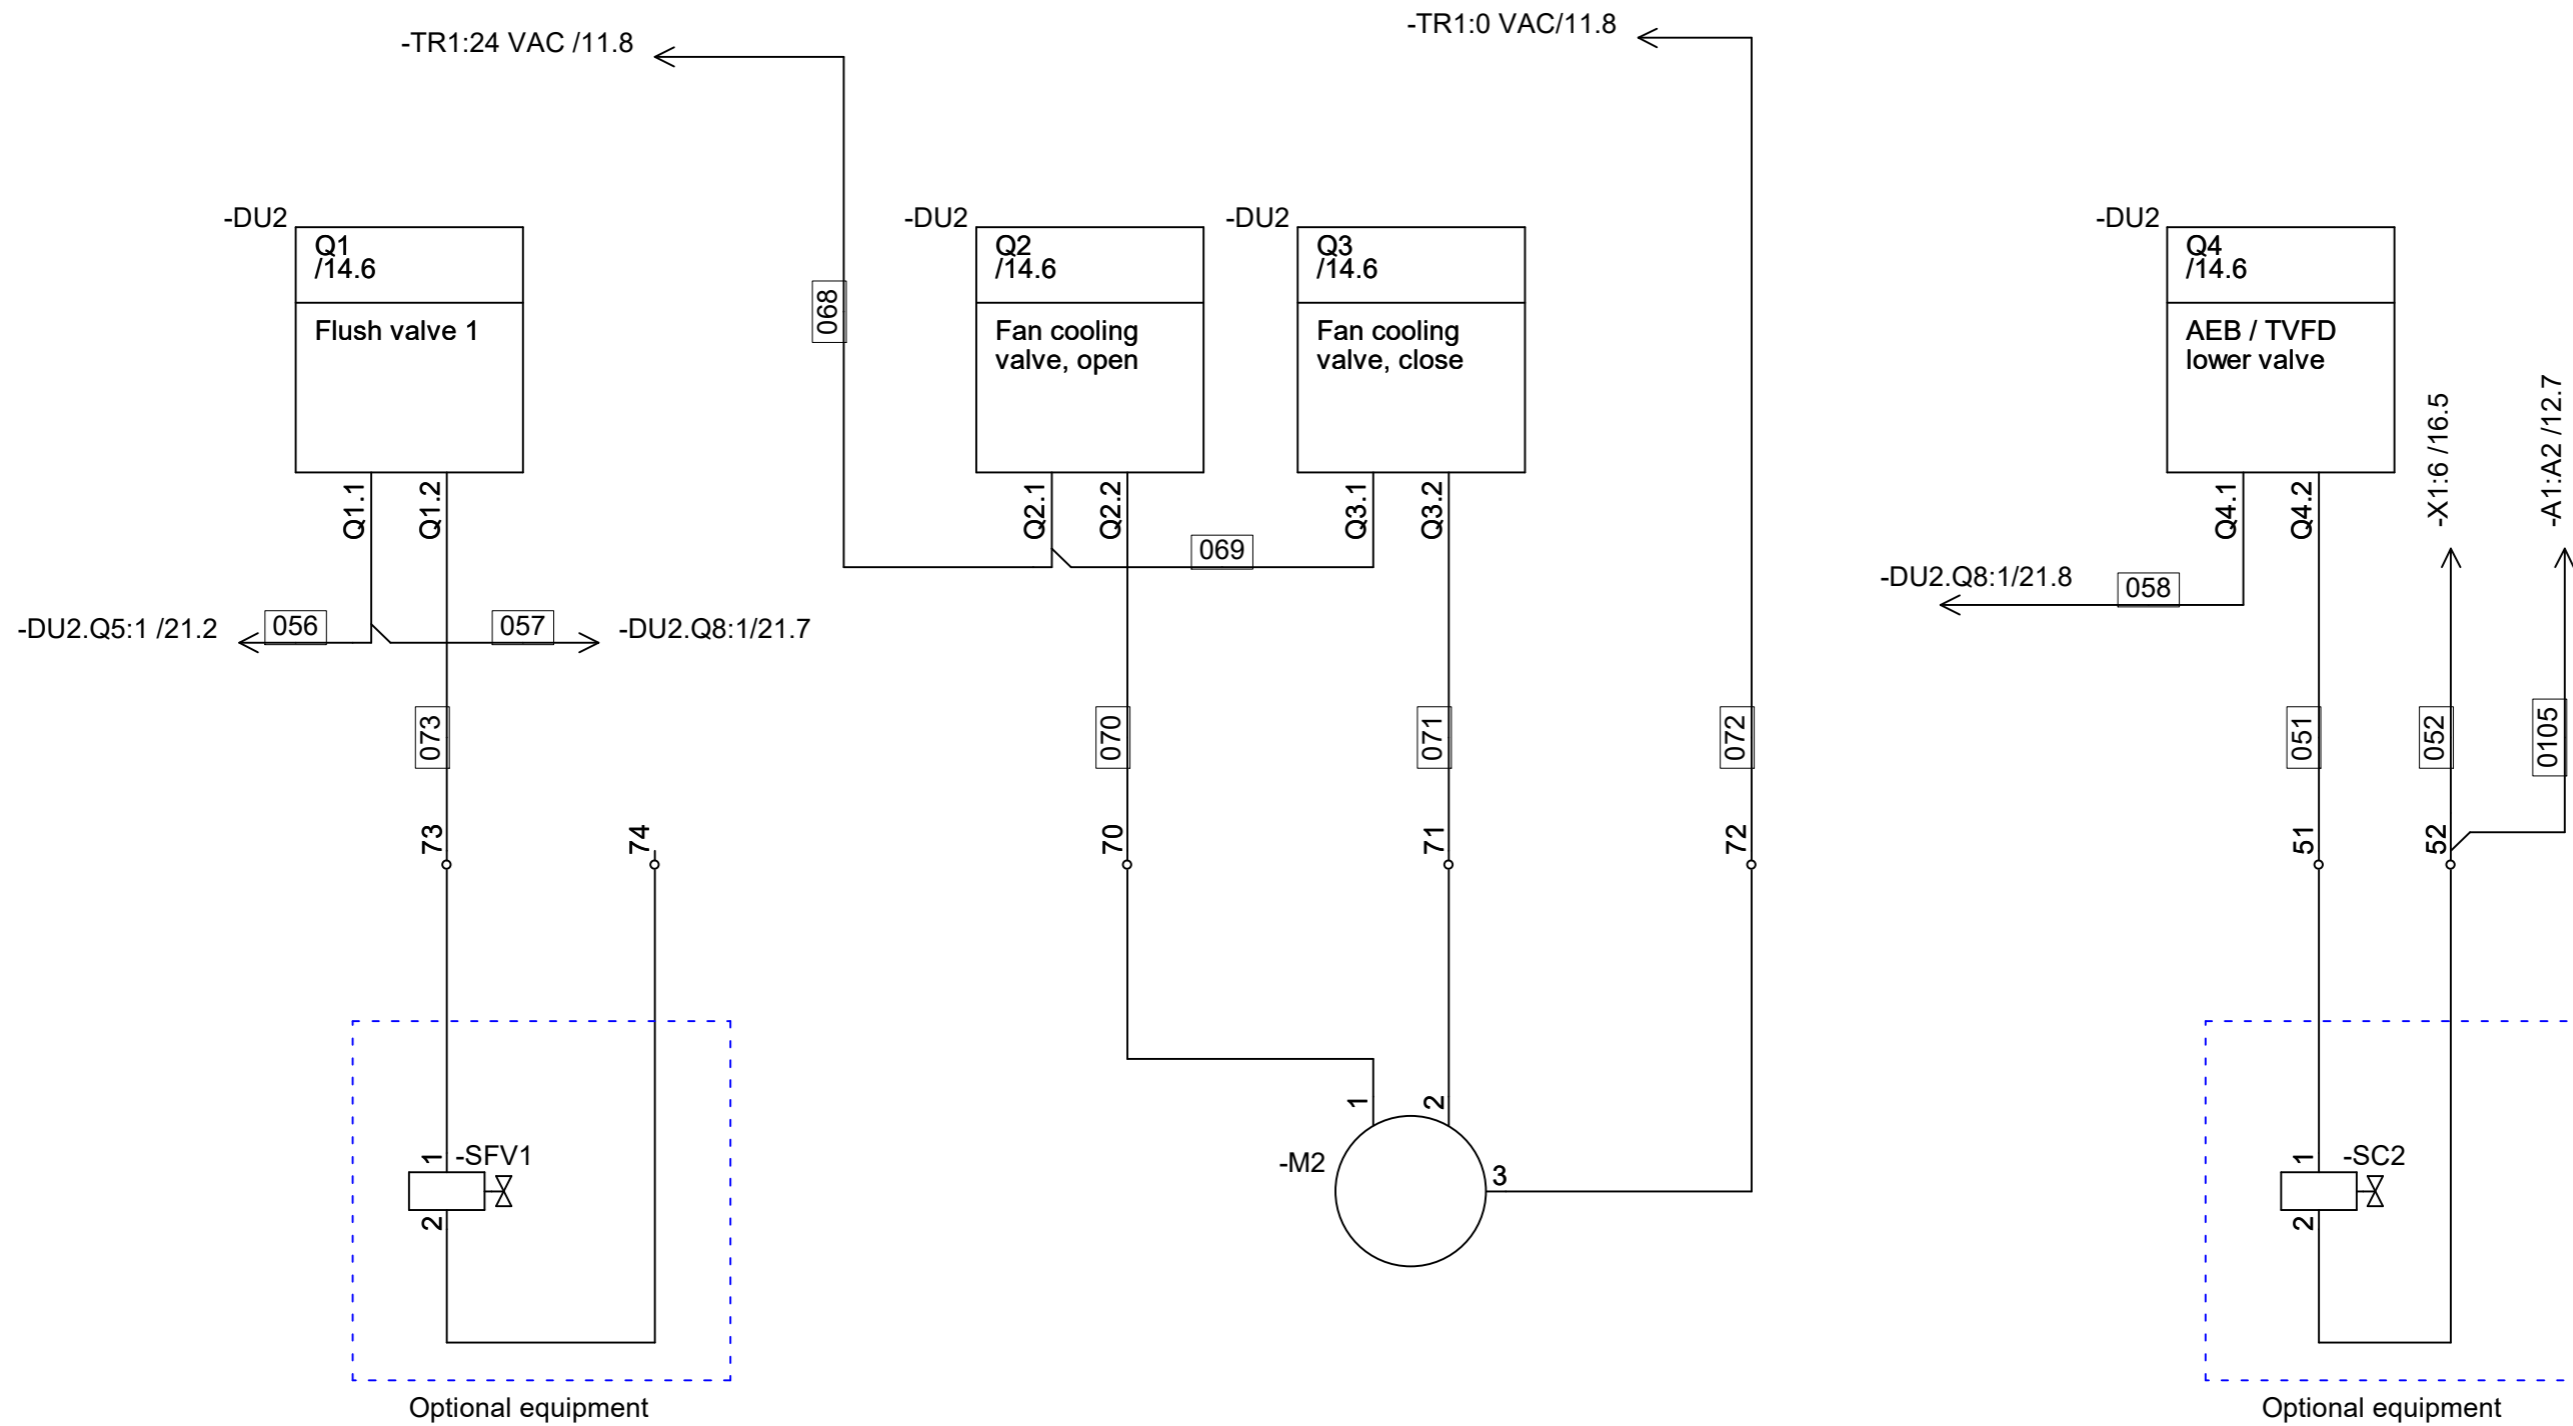 -TR1:24 VAC /11.8
-TR1:0 VAC/11.8
-DU2
Q1
/14.6
Flush valve 1
Q1.1
Q1.2
-DU2.Q5:1 /21.2
056
057
-DU2.Q8:1/21.7
073
73
74
1
-SFV1
2
Optional equipment
068
-DU2
Q2
/14.6
Fan cooling
valve, open
Q2.1
Q2.2
069
-DU2
Q3
/14.6
Fan cooling
valve, close
Q3.1
Q3.2
070
071
072
70
71
72
1
2
-M2
3
-DU2
Q4
/14.6
AEB / TVFD
lower valve
Q4.1
Q4.2
-X1:6 /16.5
-A1:A2 /12.7
-DU2.Q8:1/21.8
058
051
052
0105
51
52
1
-SC2
2
Optional equipment